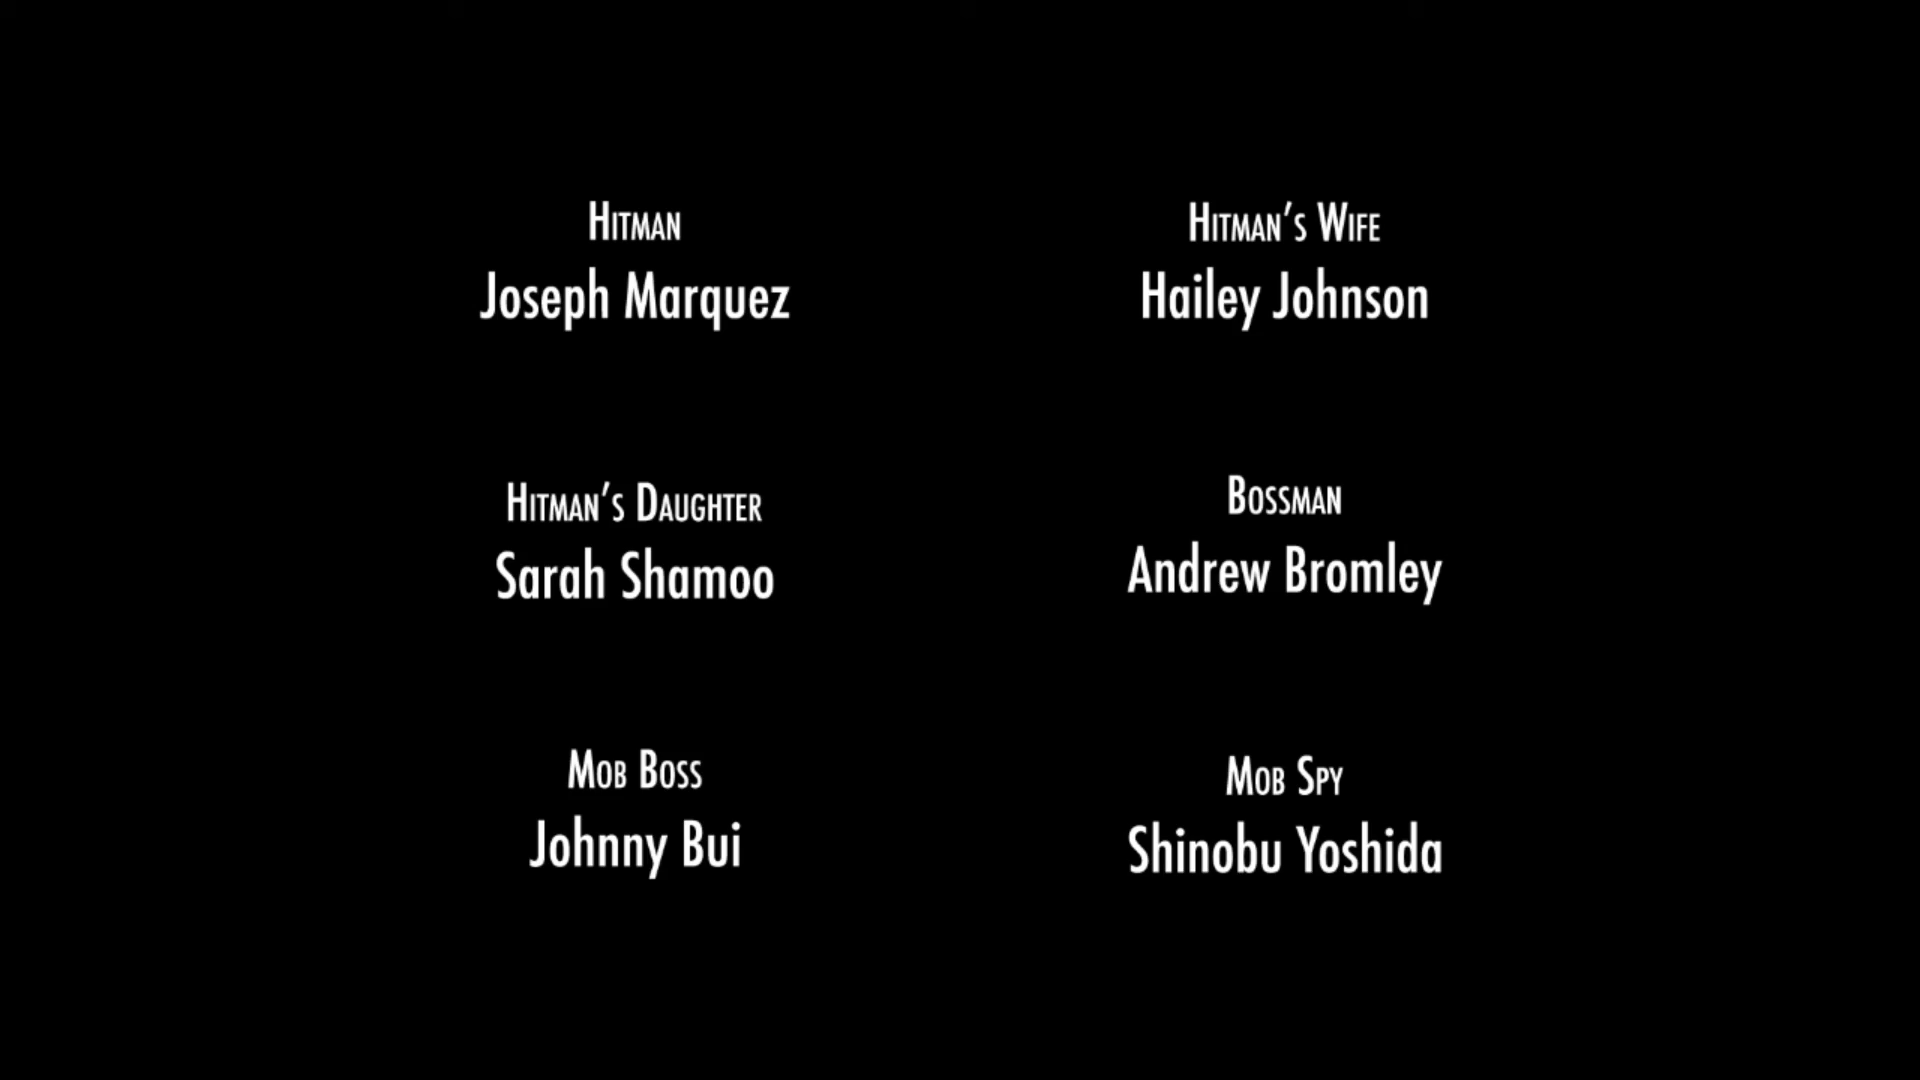 Hitman
Joseph Marquez
Hitman's Wife
Hailey Johnson
Hitman's Daughter
Sarah Shamoo
Bossman
Andrew Bromley
Mob Boss
Johnny Bui
Mob Spy
Shinobu Yoshida